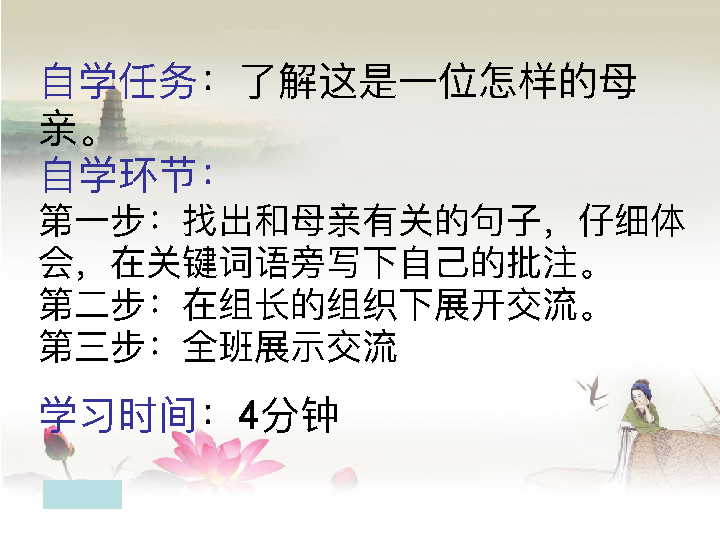 自学任务：了解这是一位怎样的母
亲。
自学环节：
第一步：找出和母亲有关的句子，仔细体
会，在关键词语旁写下自己的批注。
第二步：在组长的组织下展开交流。
第三步：全班展示交流
学习时间：4分钟